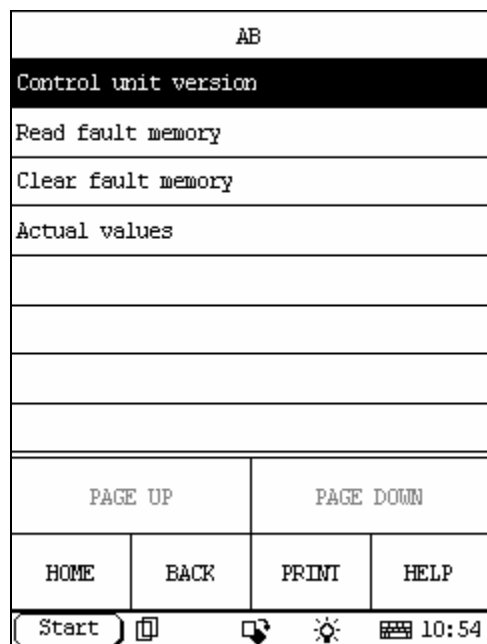 AB
Control unit version
Read fault memory
Clear fault memory
Actual values
PAGE UP PAGE DOWN
HOME BACK PRINT HELP
Start 10:54